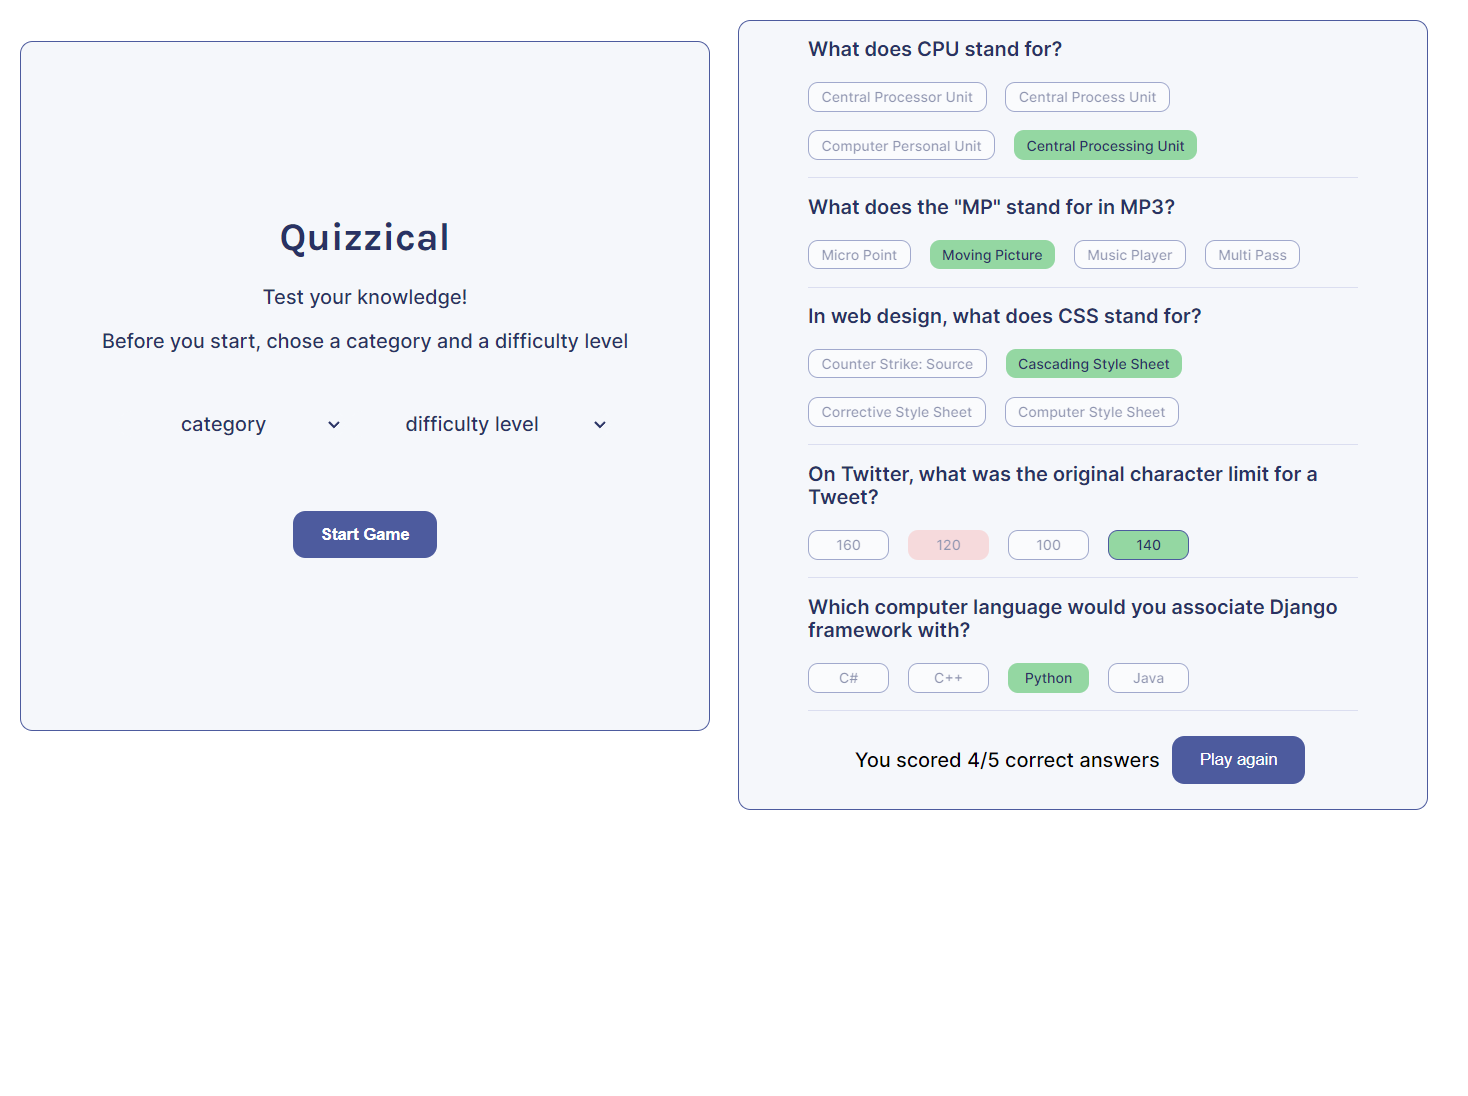 Quizzical
Test your knowledge!
Before you start, chose a category and a difficulty level
category difficulty level
Start Game
What does CPU stand for?
Central Processor Unit Central Process Unit
Computer Personal Unit Central Processing Unit
What does the "MP" stand for in MP3?
Micro Point Moving Picture Music Player Multi Pass
In web design, what does CSS stand for?
Counter Strike: Source Cascading Style Sheet
Corrective Style Sheet Computer Style Sheet
On Twitter, what was the original character limit for a
Tweet?
160 120 100 140
Which computer language would you associate Django
framework with?
C# C++ Python Java
You scored 4/5 correct answers Play again